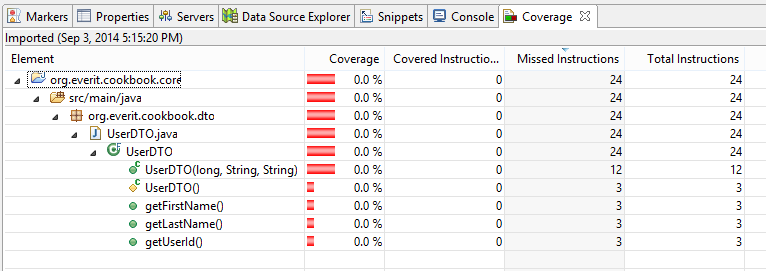 Markers Properties Servers Data Source Explorer Snippets Console Coverage
Imported (Sep 3, 2014 5:15:20 PM)
Element Coverage Covered Instructio... Missed Instructions Total Instructions
org.everit.cookbook.core 0.0 % 0 24 24
src/main/java 0.0 % 0 24 24
org.everit.cookbook.dto 0.0 % 0 24 24
UserDTO.java 0.0 % 0 24 24
UserDTO 0.0 % 0 24 24
UserDTO(long, String, String) 0.0 % 0 12 12
UserDTO() 0.0 % 0 3 3
getFirstName() 0.0 % 0 3 3
getLastName() 0.0 % 0 3 3
getUserId() 0.0 % 0 3 3